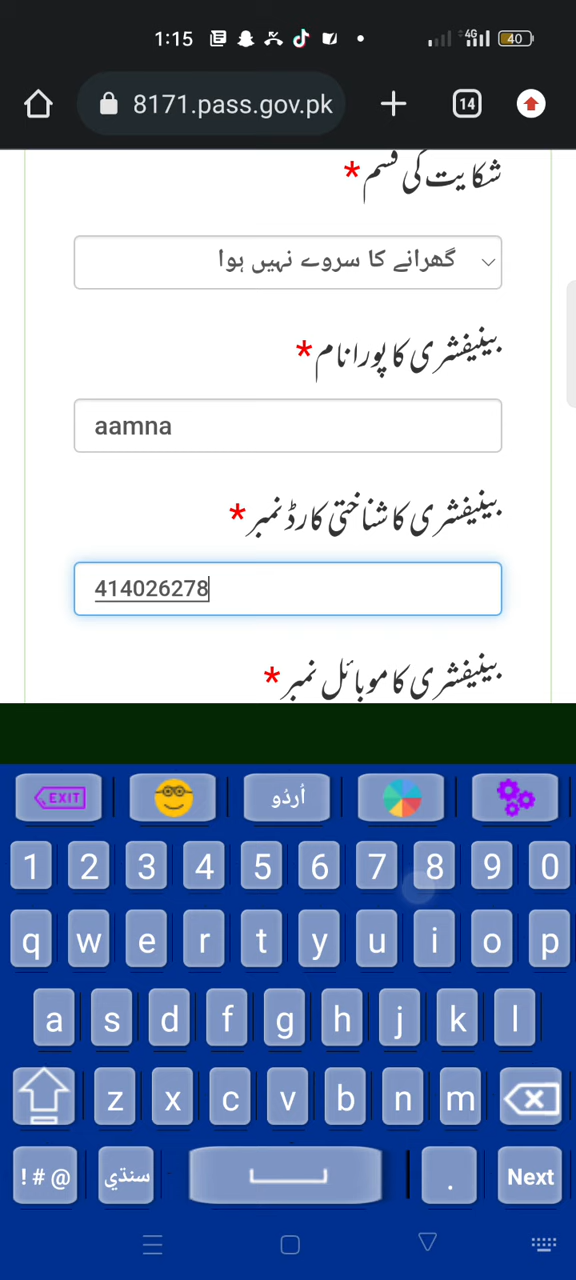 1:15
4G
40
8171.pass.gov.pk
14
شکایت کی قسم *
گھرانے کا سروے نہیں ہوا
بینیفشری کا پورا نام *
aamna
بینیفشری کا شناختی کارڈ نمبر *
414026278
بینیفشری کا موبائل نمبر *
EXIT
اُردُو
1 2 3 4 5 6 7 8 9 0
q w e r t y u i o p
a s d f g h j k l
z x c v b n m
! # @ سنڌي . Next